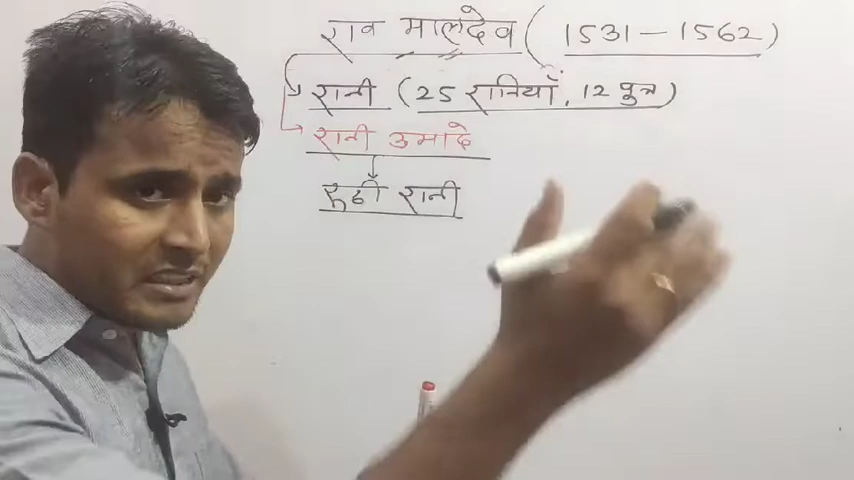 राव मालदेव (1531 - 1562)
रानी (25 रानियाँ, 12 पुत्र)
रानी उमादे
रूठी रानी